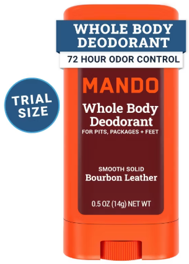 WHOLE BODY
DEODORANT
72 HOUR ODOR CONTROL
TRIAL
SIZE
MANDO
Whole Body
Deodorant
FOR PITS, PACKAGES + FEET
SMOOTH SOLID
Bourbon Leather
0.5 OZ (14g) NET WT